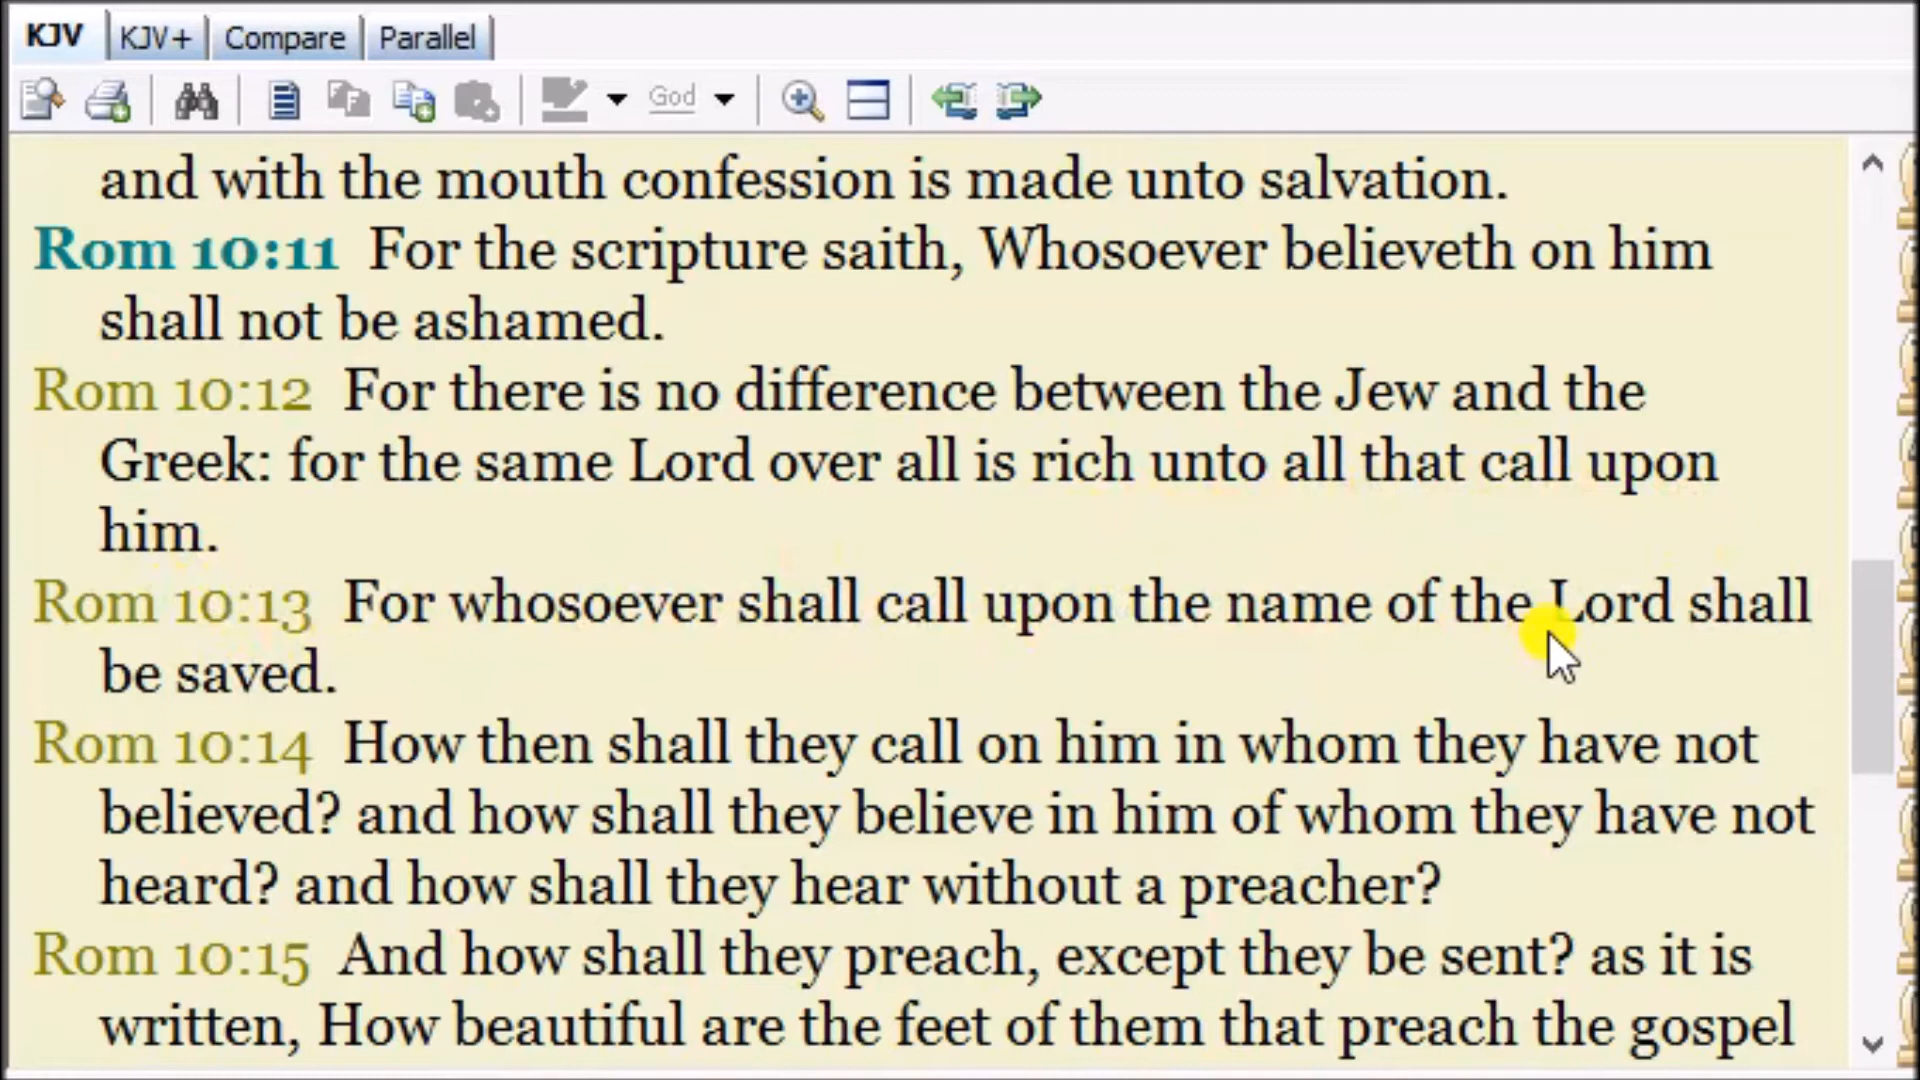 KJV KJV+ Compare Parallel
God
and with the mouth confession is made unto salvation.
Rom 10:11 For the scripture saith, Whosoever believeth on him
shall not be ashamed.
Rom 10:12 For there is no difference between the Jew and the
Greek: for the same Lord over all is rich unto all that call upon
him.
Rom 10:13 For whosoever shall call upon the name of the Lord shall
be saved.
Rom 10:14 How then shall they call on him in whom they have not
believed? and how shall they believe in him of whom they have not
heard? and how shall they hear without a preacher?
Rom 10:15 And how shall they preach, except they be sent? as it is
written, How beautiful are the feet of them that preach the gospel